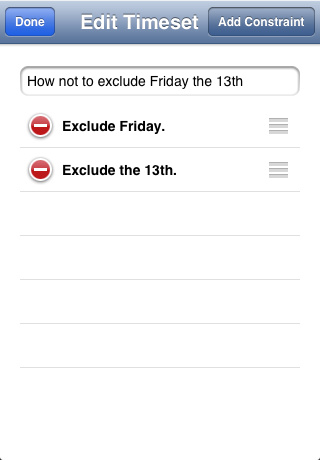 Done
Edit Timeset
Add Constraint
How not to exclude Friday the 13th
Exclude Friday.
Exclude the 13th.